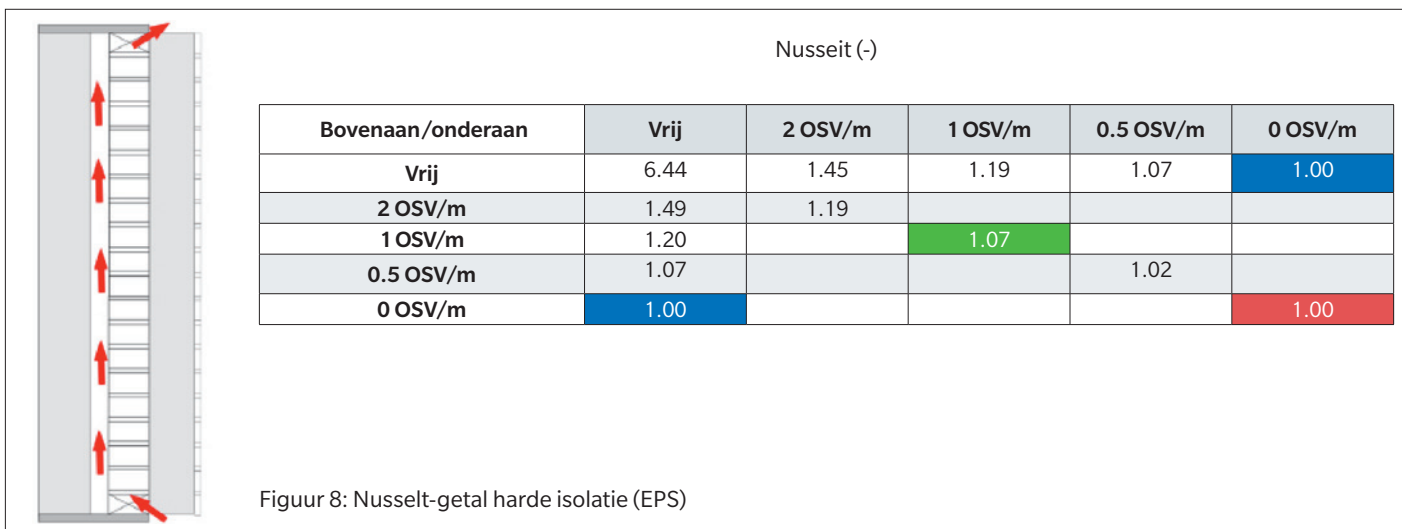 Nusseit (-)
Bovenaan/onderaan Vrij 2 OSV/m 1 OSV/m 0.5 OSV/m 0 OSV/m
Vrij 6.44 1.45 1.19 1.07 1.00
2 OSV/m 1.49 1.19
1 OSV/m 1.20 1.07
0.5 OSV/m 1.07 1.02
0 OSV/m 1.00 1.00
Figuur 8: Nusselt-getal harde isolatie (EPS)